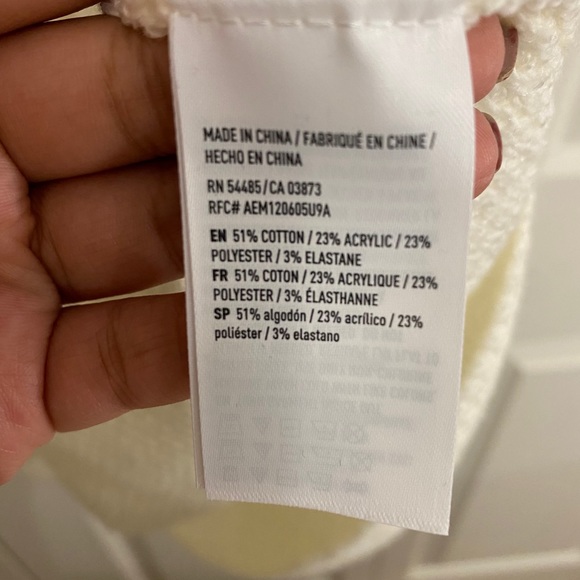 MADE IN CHINA / FABRIQUÉ EN CHINE /
HECHO EN CHINA
RN 54485/CA 03873
RFC# AEM120605U9A
EN 51% COTTON / 23% ACRYLIC / 23%
POLYESTER / 3% ELASTANE
FR 51% COTON / 23% ACRYLIQUE / 23%
POLYESTER / 3% ÉLASTHANNE
SP 51% algodón / 23% acrílico / 23%
poliéster / 3% elastano